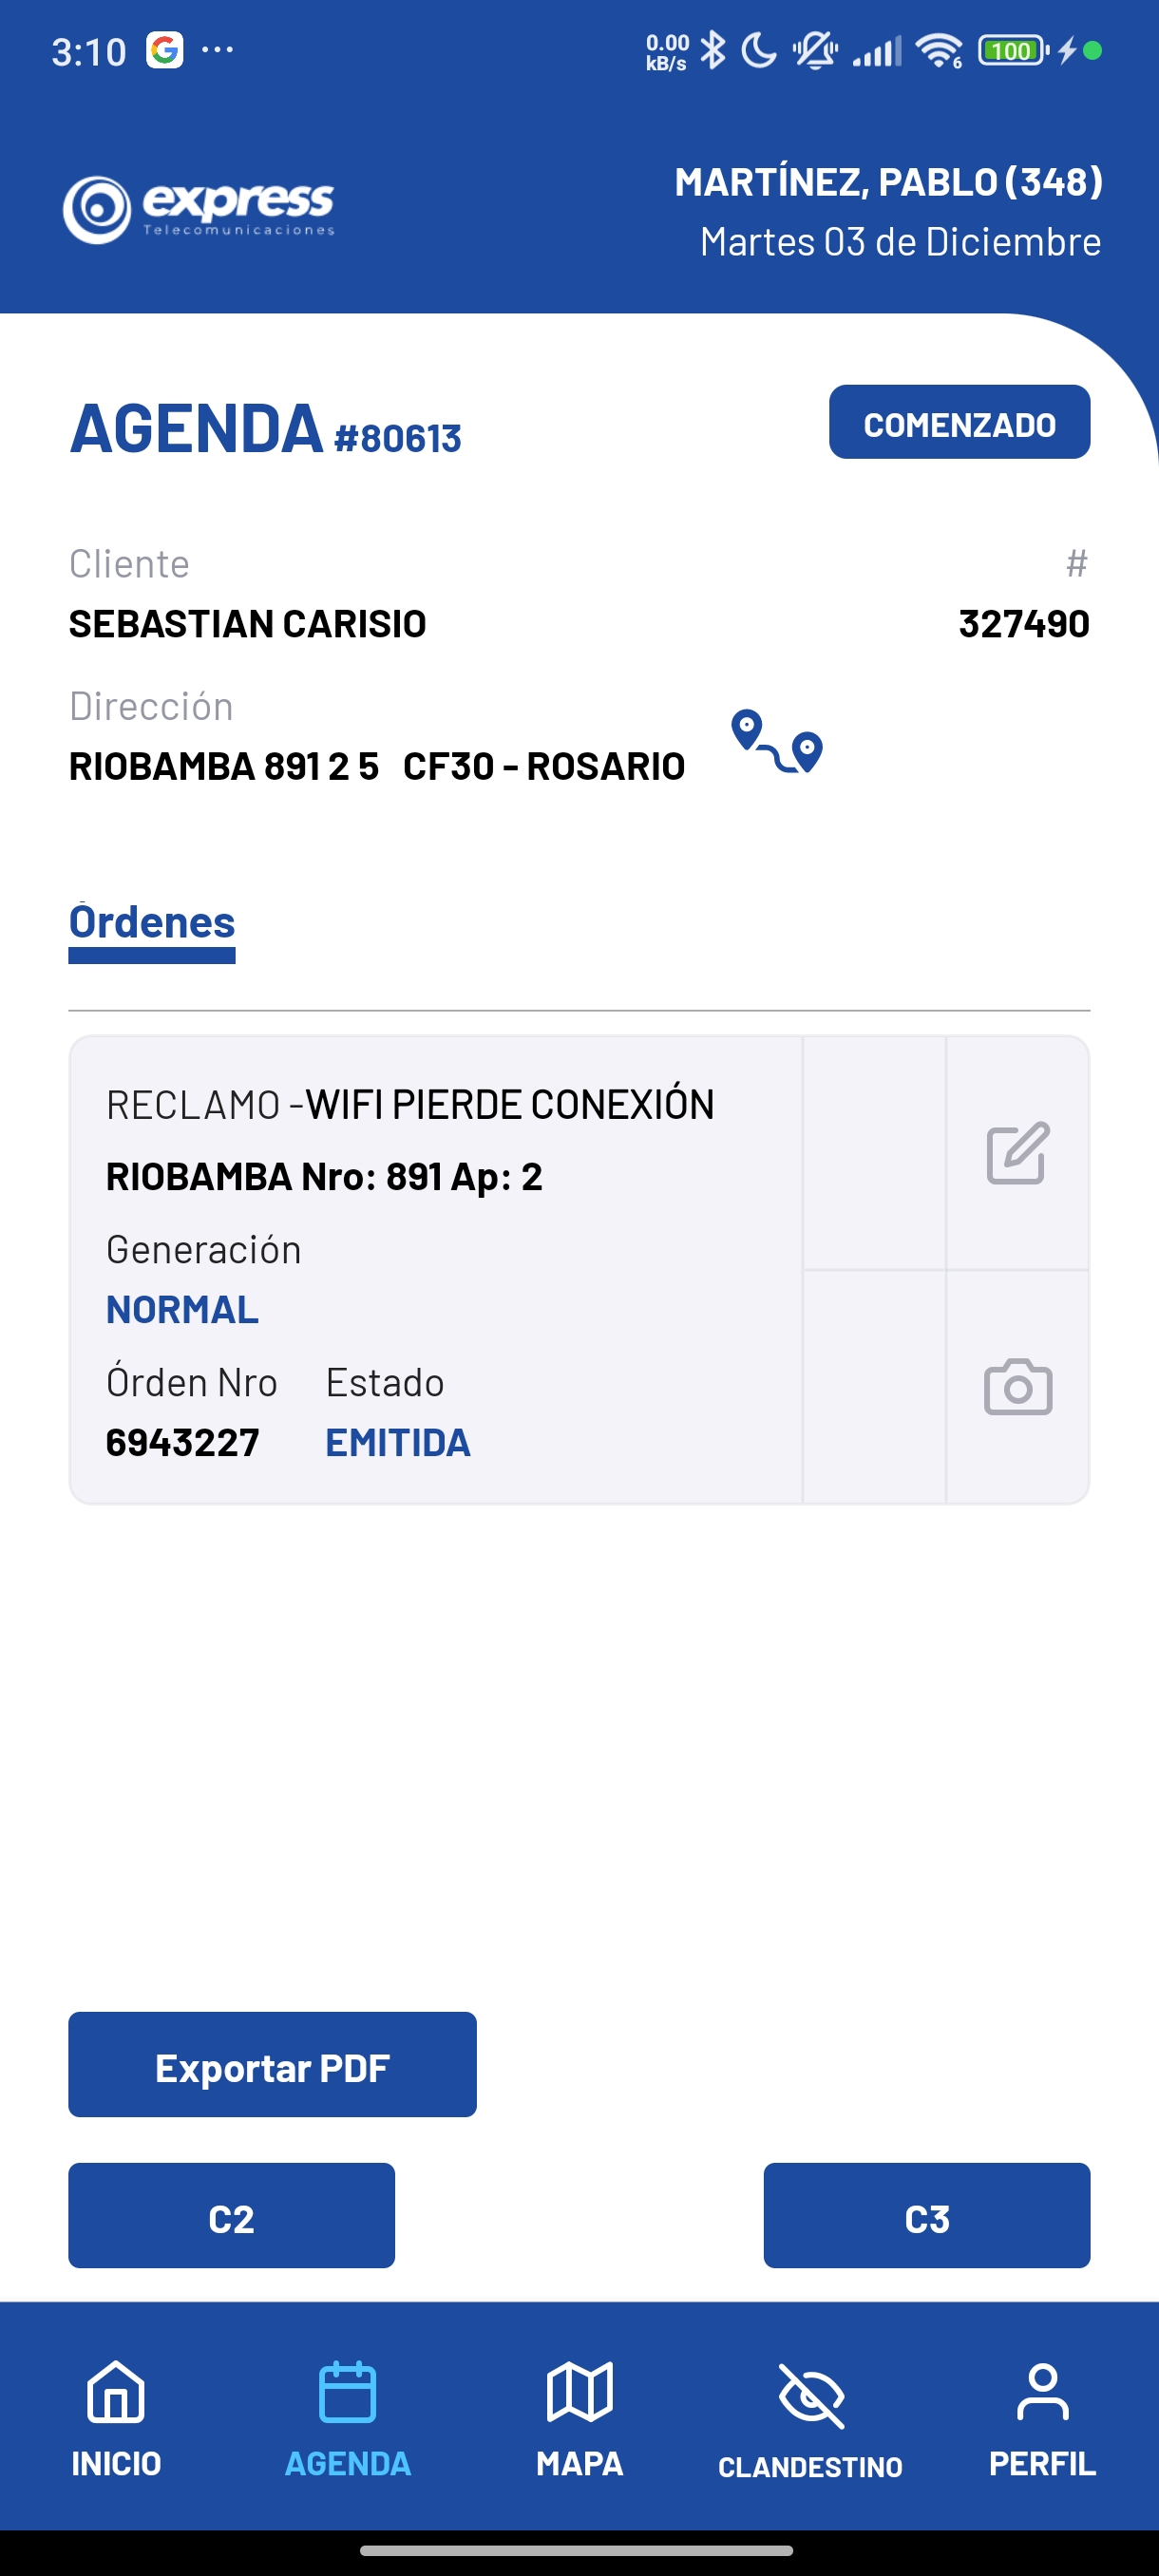 3:10 G ... 0.00 kB/s 6 100
express
Telecomunicaciones
MARTÍNEZ, PABLO (348)
Martes 03 de Diciembre
AGENDA #80613
COMENZADO
Cliente #
SEBASTIAN CARISIO 327490
Dirección
RIOBAMBA 891 2 5 CF30 - ROSARIO
Órdenes
RECLAMO -WIFI PIERDE CONEXIÓN
RIOBAMBA Nro: 891 Ap: 2
Generación
NORMAL
Órden Nro Estado
6943227 EMITIDA
Exportar PDF
C2 C3
INICIO AGENDA MAPA CLANDESTINO PERFIL